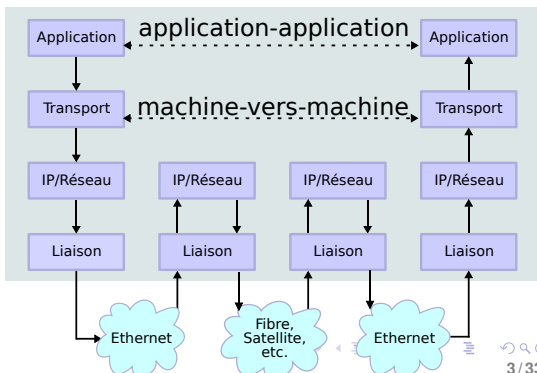 Application
application-application
Application
Transport
machine-vers-machine
Transport
IP/Réseau
IP/Réseau
IP/Réseau
IP/Réseau
Liaison
Liaison
Liaison
Liaison
Ethernet
Fibre,
Satellite,
etc.
Ethernet
3/33